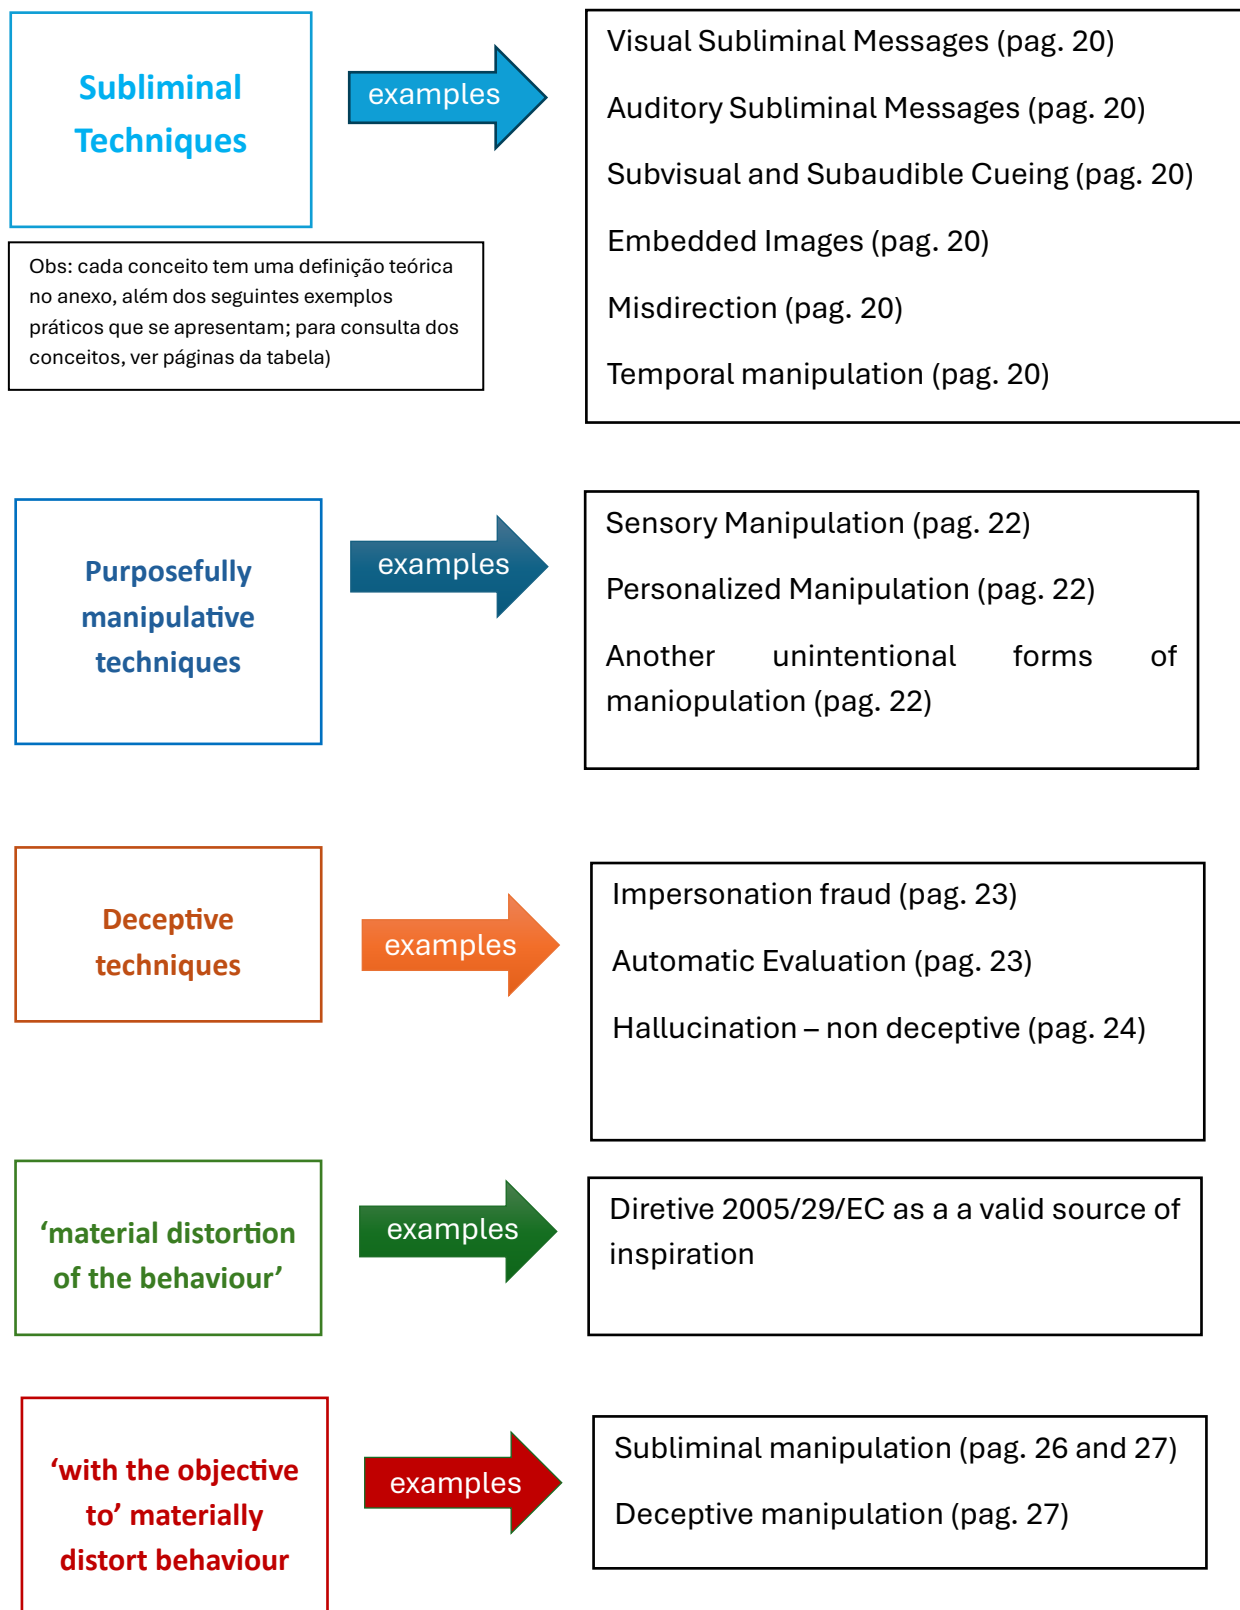 Subliminal
Techniques
examples
Visual Subliminal Messages (pag. 20)
Auditory Subliminal Messages (pag. 20)
Subvisual and Subaudible Cueing (pag. 20)
Embedded Images (pag. 20)
Misdirection (pag. 20)
Temporal manipulation (pag. 20)
Obs: cada conceito tem uma definição teórica
no anexo, além dos seguintes exemplos
práticos que se apresentam; para consulta dos
conceitos, ver páginas da tabela)
Purposefully
manipulative
techniques
examples
Sensory Manipulation (pag. 22)
Personalized Manipulation (pag. 22)
Another unintentional forms of
maniopulation (pag. 22)
Deceptive
techniques
examples
Impersonation fraud (pag. 23)
Automatic Evaluation (pag. 23)
Hallucination – non deceptive (pag. 24)
‘material distortion
of the behaviour’
examples
Diretive 2005/29/EC as a a valid source of
inspiration
‘with the objective
to’ materially
distort behaviour
examples
Subliminal manipulation (pag. 26 and 27)
Deceptive manipulation (pag. 27)